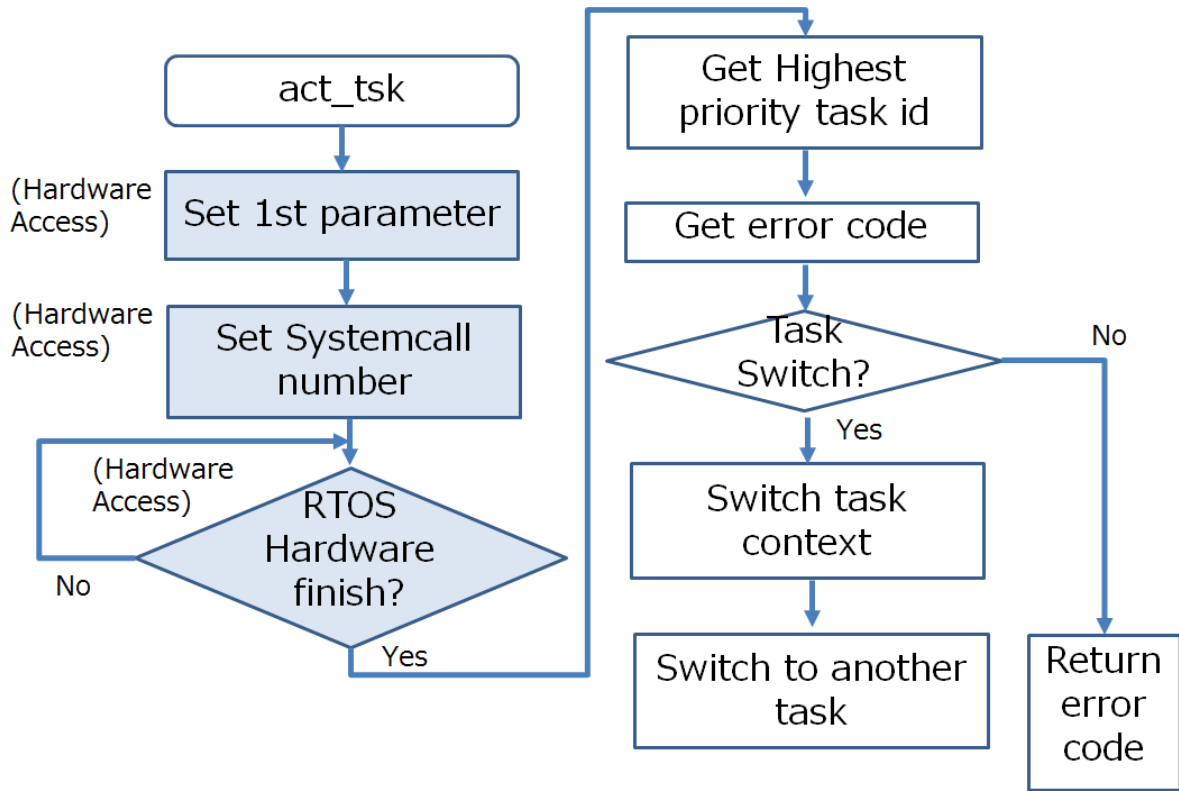 act_tsk
(Hardware
Access)
Set 1st parameter
(Hardware
Access)
Set Systemcall
number
(Hardware
Access)
RTOS
Hardware
finish?
No
Yes
Get Highest
priority task id
Get error code
Task
Switch?
No
Yes
Switch task
context
Switch to another
task
Return
error
code